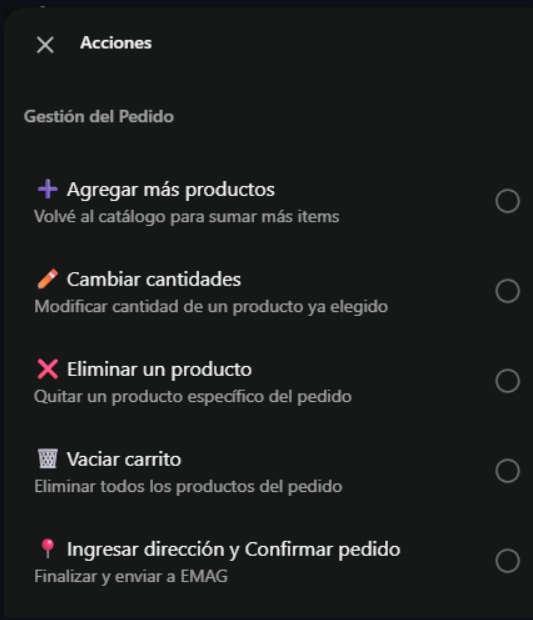 Acciones
Gestión del Pedido
Agregar más productos
Volvé al catálogo para sumar más items
Cambiar cantidades
Modificar cantidad de un producto ya elegido
Eliminar un producto
Quitar un producto específico del pedido
Vaciar carrito
Eliminar todos los productos del pedido
Ingresar dirección y Confirmar pedido
Finalizar y enviar a EMAG